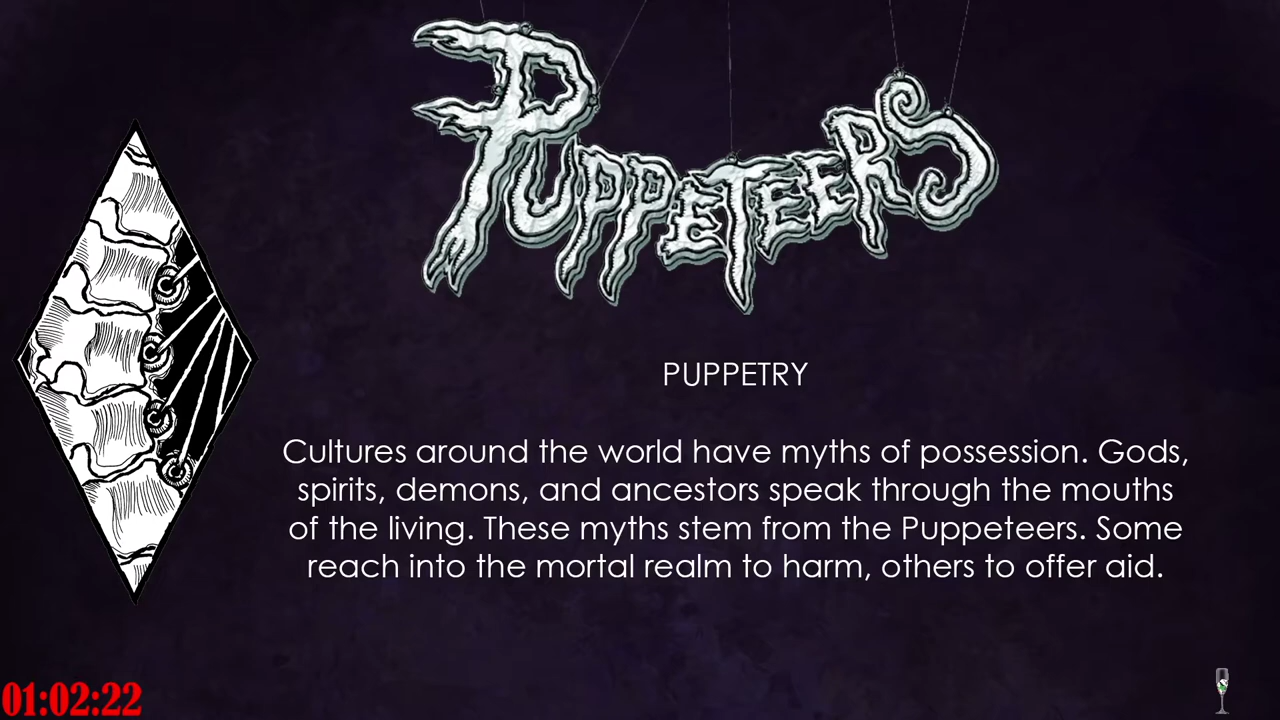 PUPPETEERS
PUPPETRY
Cultures around the world have myths of possession. Gods,
spirits, demons, and ancestors speak through the mouths
of the living. These myths stem from the Puppeteers. Some
reach into the mortal realm to harm, others to offer aid.
01:02:22